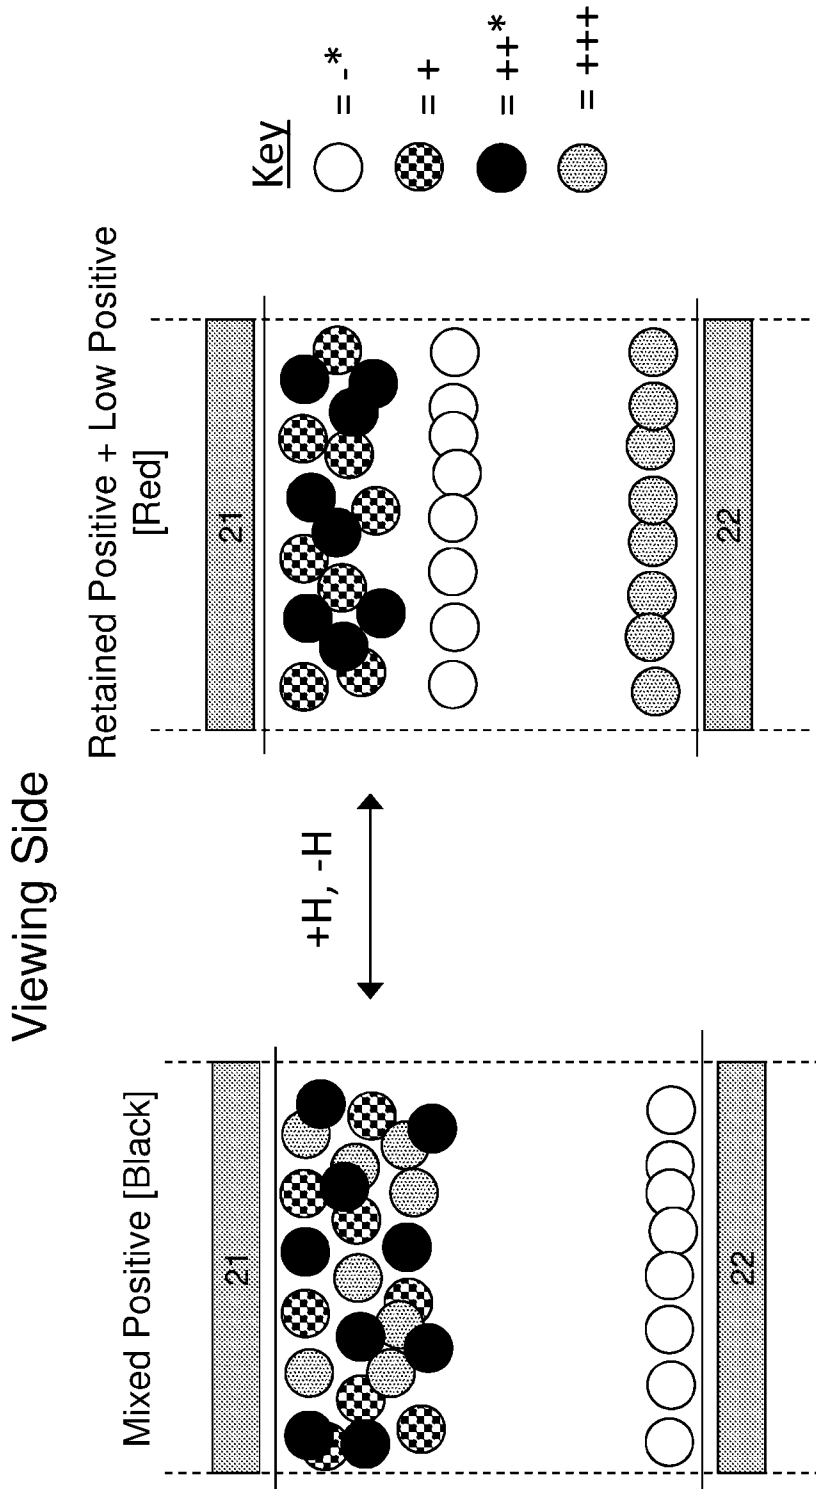 Viewing Side
Mixed Positive [Black]
21
22
+H, -H
Retained Positive + Low Positive
[Red]
21
22
Key
= -*
= +
= ++*
= +++